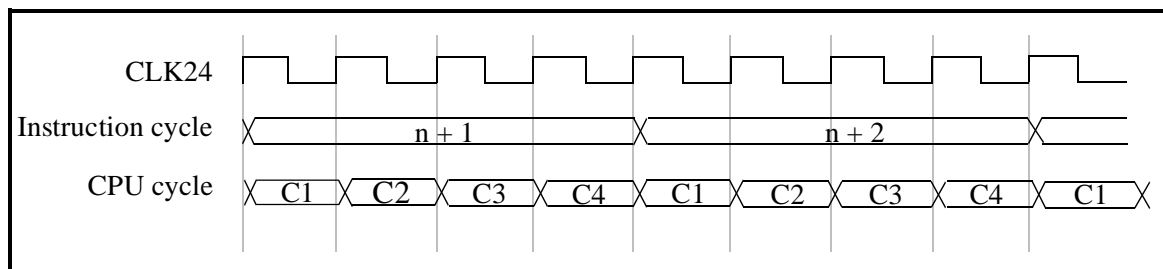 CLK24
Instruction cycle n + 1 n + 2
CPU cycle C1 C2 C3 C4 C1 C2 C3 C4 C1